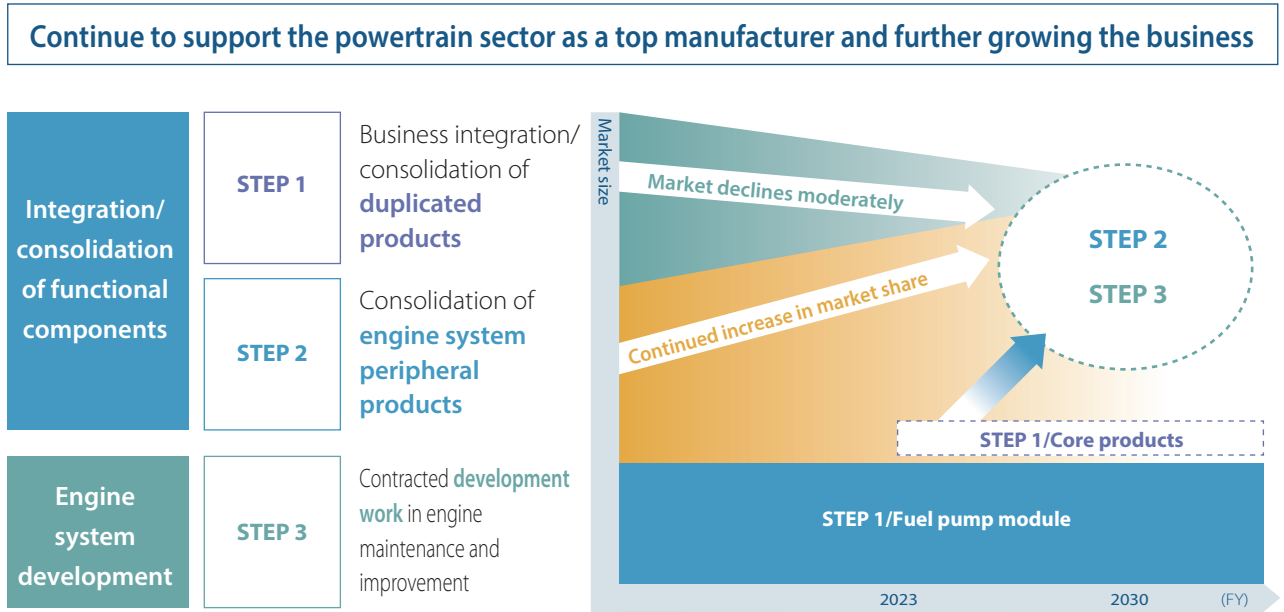 Continue to support the powertrain sector as a top manufacturer and further growing the business
Integration/
consolidation
of functional
components
STEP 1
Business integration/
consolidation of
duplicated
products
STEP 2
Consolidation of
engine system
peripheral
products
Engine
system
development
STEP 3
Contracted development
work in engine
maintenance and
improvement
Market size
Market declines moderately
Continued increase in market share
STEP 2
STEP 3
STEP 1/Core products
STEP 1/Fuel pump module
2023
2030
(FY)